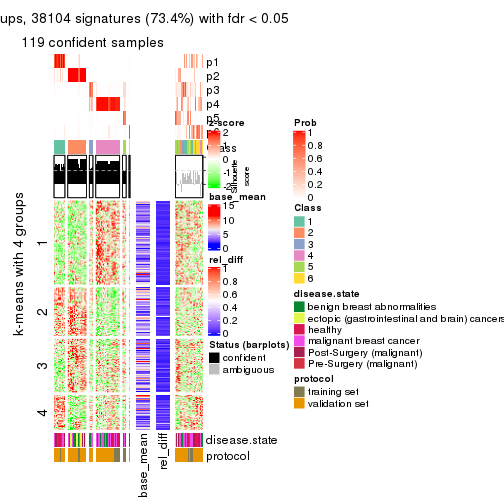 ups, 38104 signatures (73.4%) with fdr < 0.05
119 confident samples
p1
p2
p3
p4
p5
Class
Silhouette
score
1
2
3
4
k-means with 4 groups
disease.state
protocol
base_mean
rel_diff
z-score
2
1
0
-1
-2
base_mean
15
10
5
0
rel_diff
1
0.8
0.6
0.4
0.2
0
Status (barplots)
confident
ambiguous
Prob
1
0.8
0.6
0.4
0.2
0
Class
1
2
3
4
5
6
disease.state
benign breast abnormalities
ectopic (gastrointestinal and brain) cancers
healthy
malignant breast cancer
Post-Surgery (malignant)
Pre-Surgery (malignant)
protocol
training set
validation set